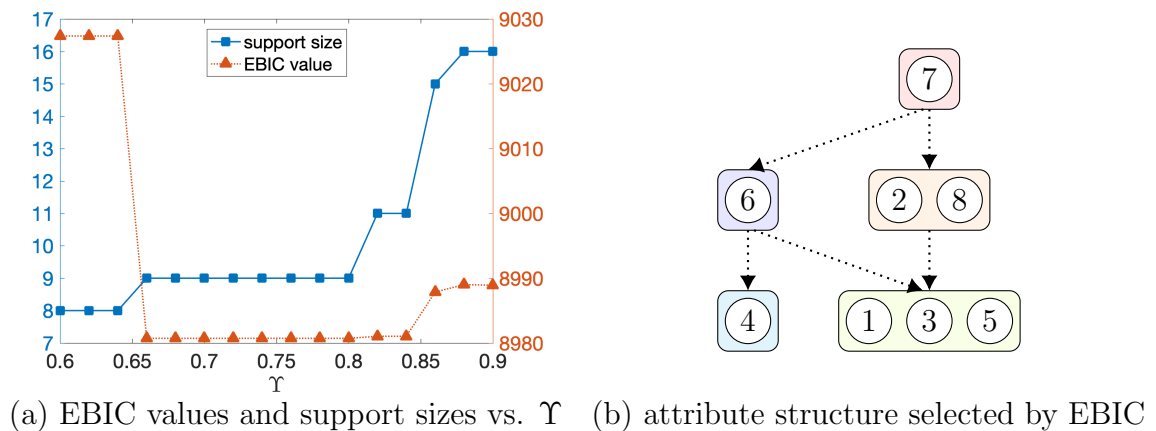 17
16
15
14
13
12
11
10
9
8
7
9030
9020
9010
9000
8990
8980
0.6 0.65 0.7 0.75 0.8 0.85 0.9
ϒ
support size
EBIC value
(a) EBIC values and support sizes vs. ϒ
7
6 2 8
4 1 3 5
(b) attribute structure selected by EBIC